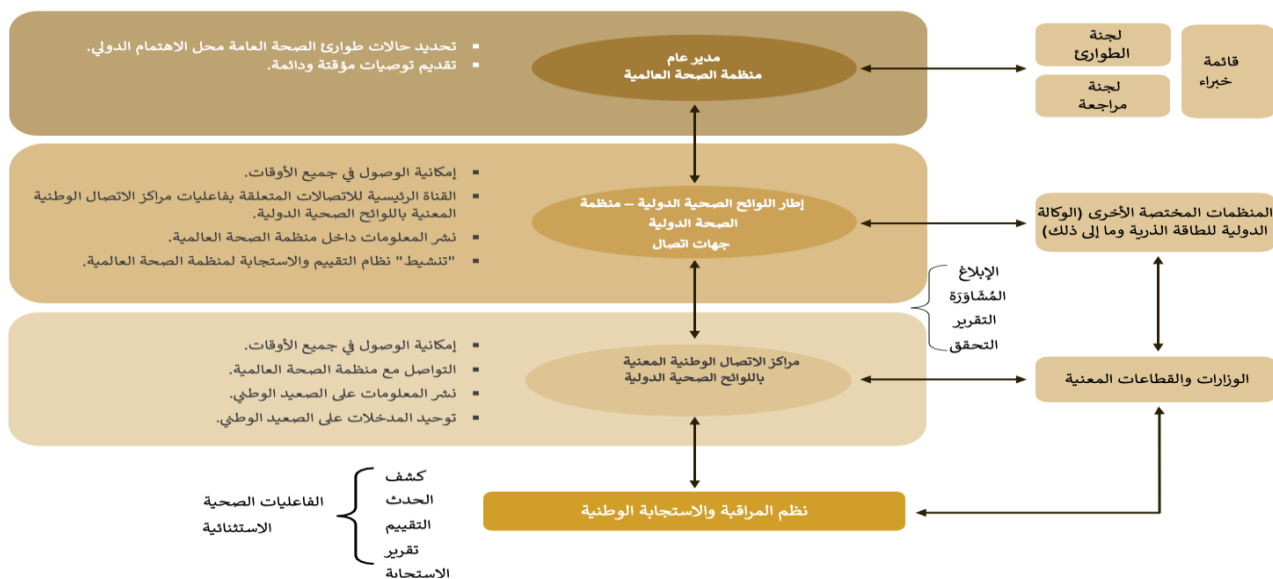 لجنة
الطوارئ
قائمة
خبراء
لجنة
مراجعة
مدير عام
منظمة الصحة العالمية
▪ تحديد حالات طوارئ الصحة العامة محل الاهتمام الدولي.
▪ تقديم توصيات مؤقتة ودائمة.
المنظمات المختصة الأخرى (الوكالة
الدولية للطاقة الذرية وما إلى ذلك)
إطار اللوائح الصحية الدولية – منظمة
الصحة الدولية
جهات اتصال
▪ إمكانية الوصول في جميع الأوقات.
▪ القناة الرئيسية للاتصالات المتعلقة بفاعليات مراكز الاتصال الوطنية
المعنية باللوائح الصحية الدولية.
▪ نشر المعلومات داخل منظمة الصحة العالمية.
▪ "تنشيط" نظام التقييم والاستجابة لمنظمة الصحة العالمية.
الإبلاغ
المُشَاوَرَة
التقرير
التحقق
الوزارات والقطاعات المعنية
مراكز الاتصال الوطنية المعنية
باللوائح الصحية الدولية
▪ إمكانية الوصول في جميع الأوقات.
▪ التواصل مع منظمة الصحة العالمية.
▪ نشر المعلومات على الصعيد الوطني.
▪ توحيد المدخلات على الصعيد الوطني.
نظم المراقبة والاستجابة الوطنية
كشف
الحدث
التقييم
تقرير
الاستجابة
الفاعليات الصحية
الاستثنائية